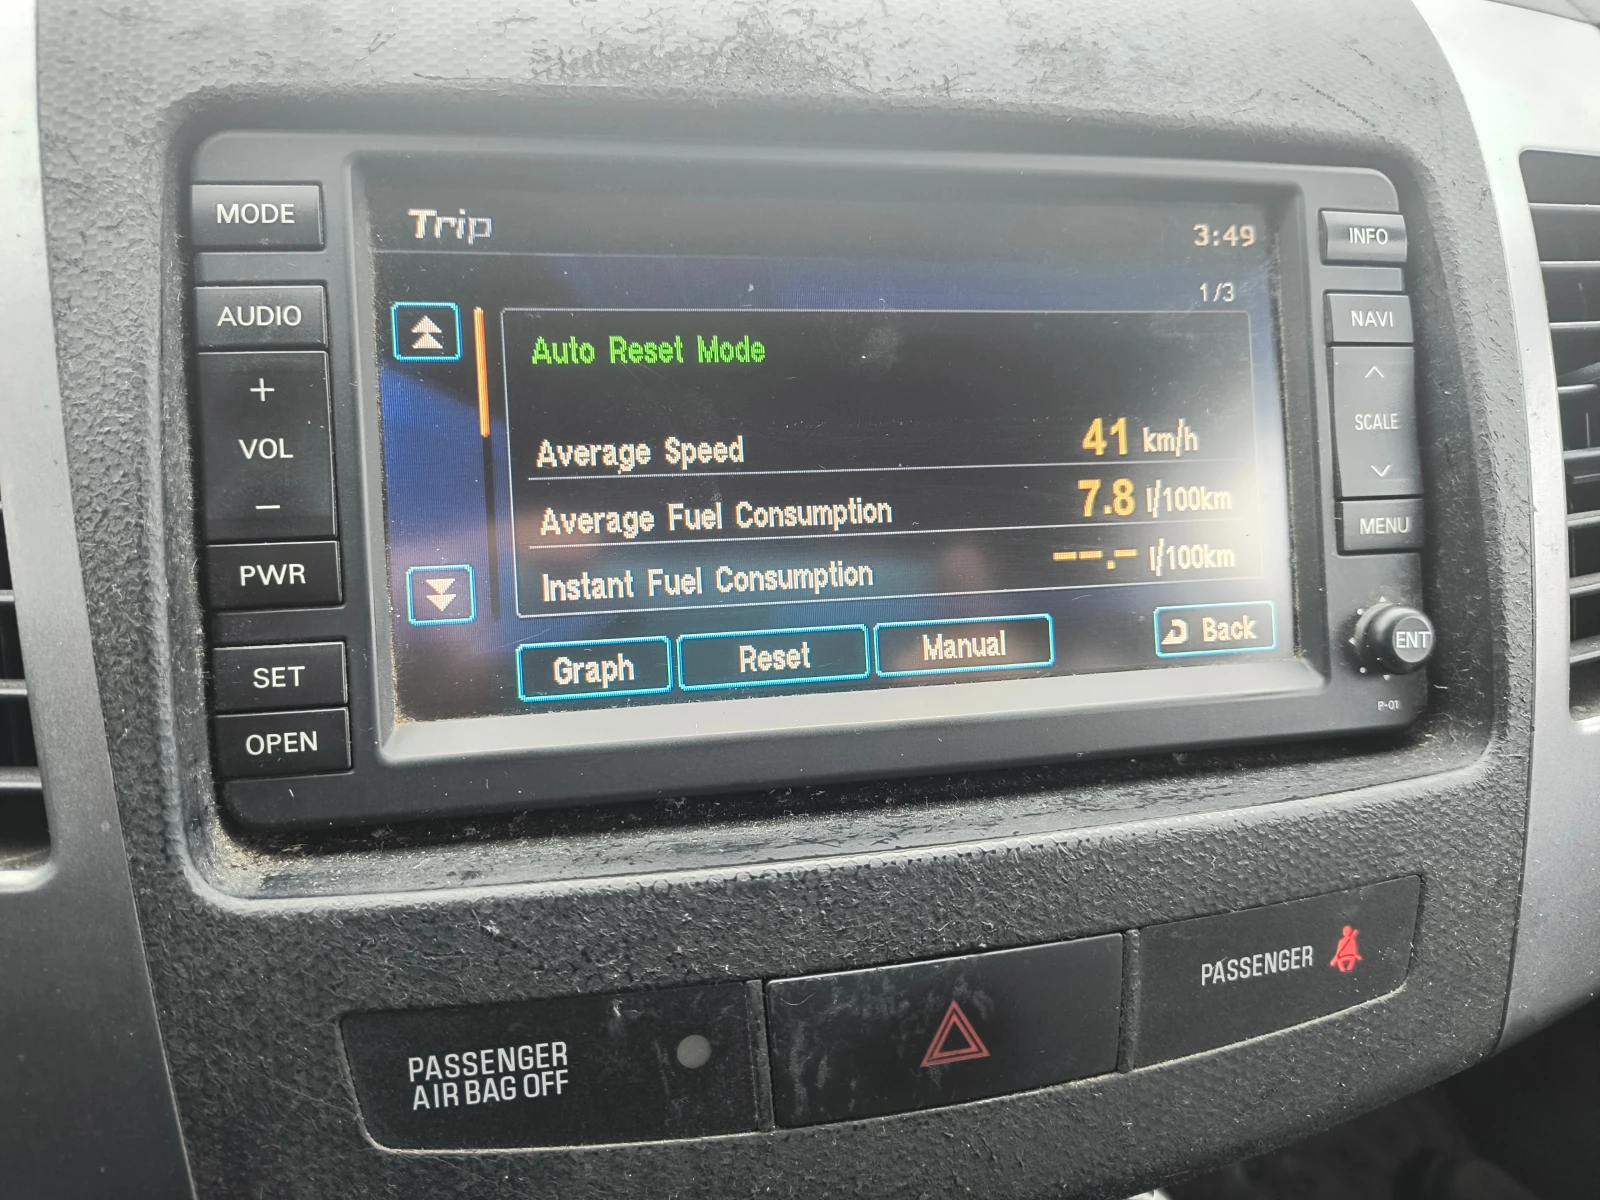 MODE
AUDIO
+
VOL
−
PWR
SET
OPEN
Trip
3:49
1/3
Auto Reset Mode
Average Speed 41 km/h
Average Fuel Consumption 7.8 l/100km
Instant Fuel Consumption --.- l/100km
Graph Reset Manual Back
INFO
NAVI
SCALE
MENU
ENT
P-01
PASSENGER
AIR BAG OFF
PASSENGER